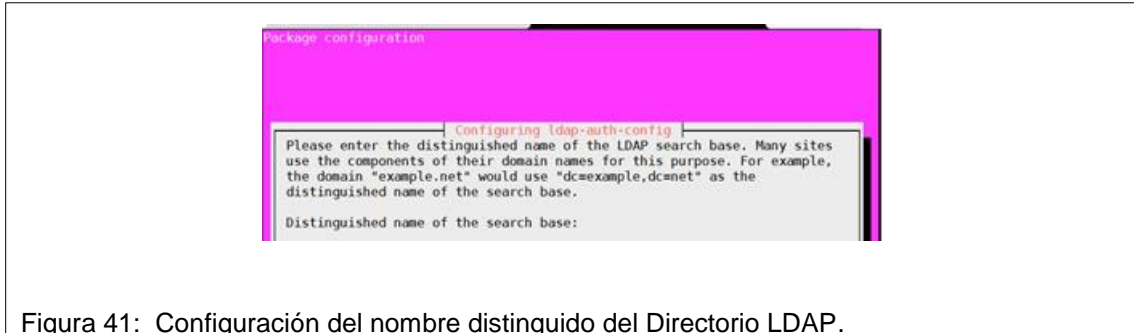 Package configuration
Configuring ldap-auth-config
Please enter the distinguished name of the LDAP search base. Many sites
use the components of their domain names for this purpose. For example,
the domain "example.net" would use "dc=example,dc=net" as the
distinguished name of the search base.
Distinguished name of the search base:
Figura 41: Configuración del nombre distinguido del Directorio LDAP.